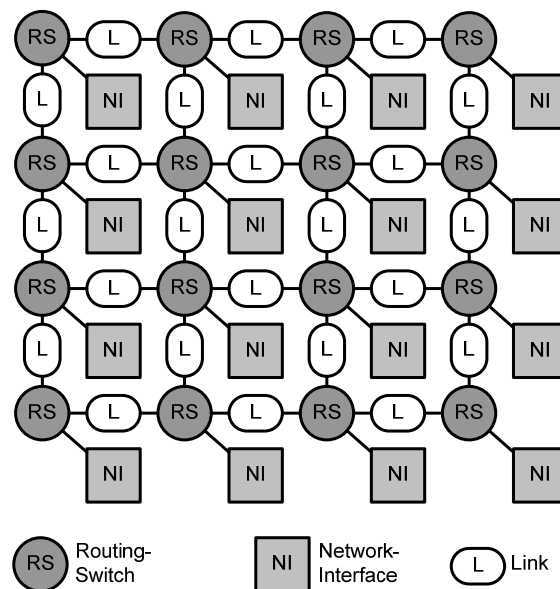 RS L RS L RS L RS
L NI L NI L NI L NI
RS L RS L RS L RS
L NI L NI L NI L NI
RS L RS L RS L RS
L NI L NI L NI L NI
RS L RS L RS L RS
NI NI NI NI
RS Routing-
Switch
NI Network-
Interface
L Link